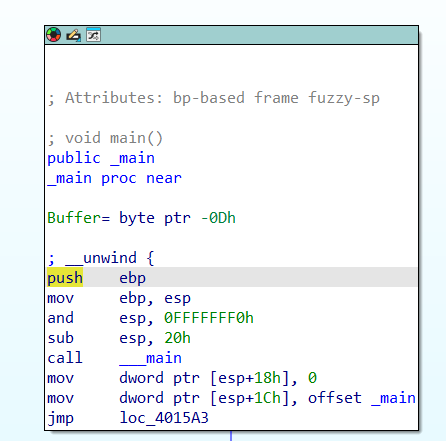 ; Attributes: bp-based frame fuzzy-sp
; void main()
public _main
_main proc near
Buffer= byte ptr -0Dh
; __unwind {
push    ebp
mov     ebp, esp
and     esp, 0FFFFFFF0h
sub     esp, 20h
call    ___main
mov     dword ptr [esp+18h], 0
mov     dword ptr [esp+1Ch], offset _main
jmp     loc_4015A3